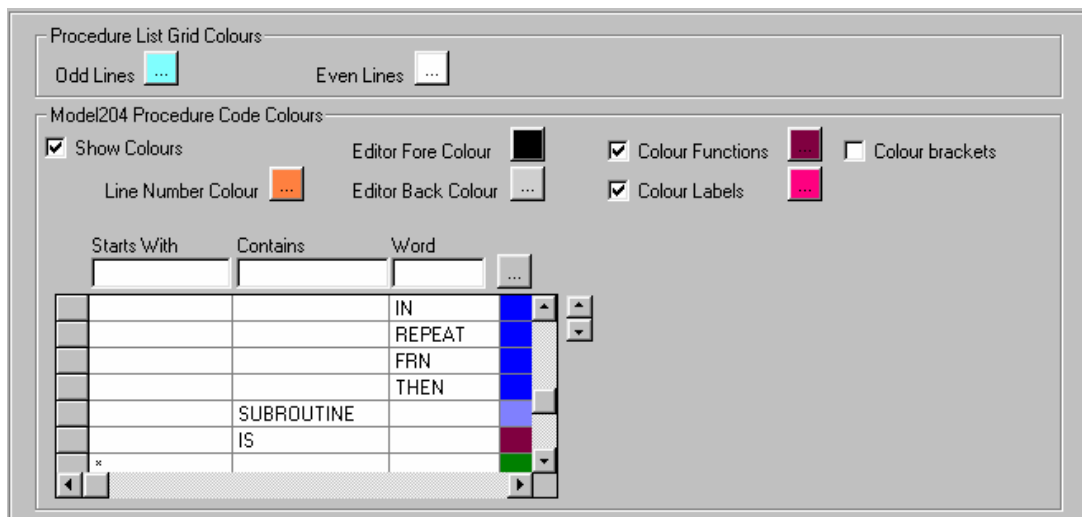 Procedure List Grid Colours
Odd Lines ... Even Lines ...
Model204 Procedure Code Colours
Show Colours Editor Fore Colour Colour Functions ... Colour brackets
Line Number Colour ... Editor Back Colour ... Colour Labels ...
Starts With Contains Word
...
IN
REPEAT
FRN
THEN
SUBROUTINE
IS
*